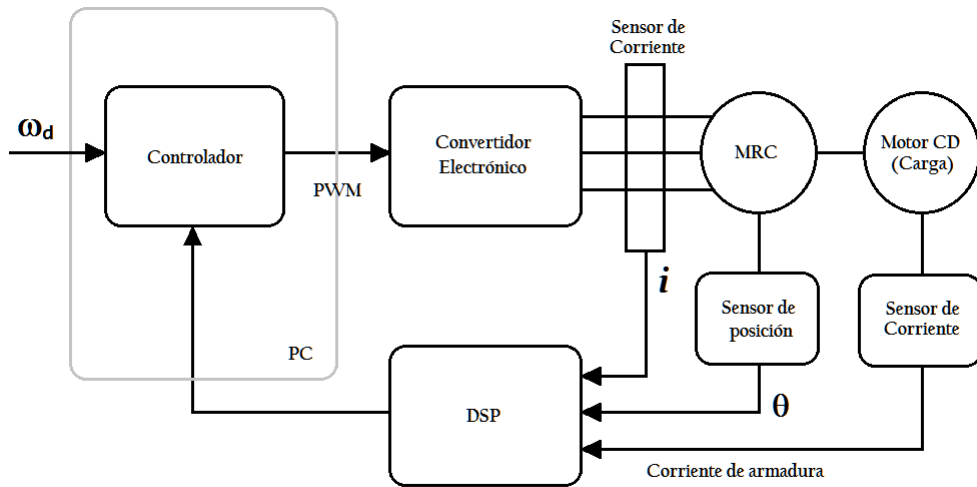 Sensor de
Corriente
ωd
Controlador
PWM
Convertidor
Electrónico
MRC
Motor CD
(Carga)
i
Sensor de
posición
Sensor de
Corriente
PC
DSP
θ
Corriente de armadura